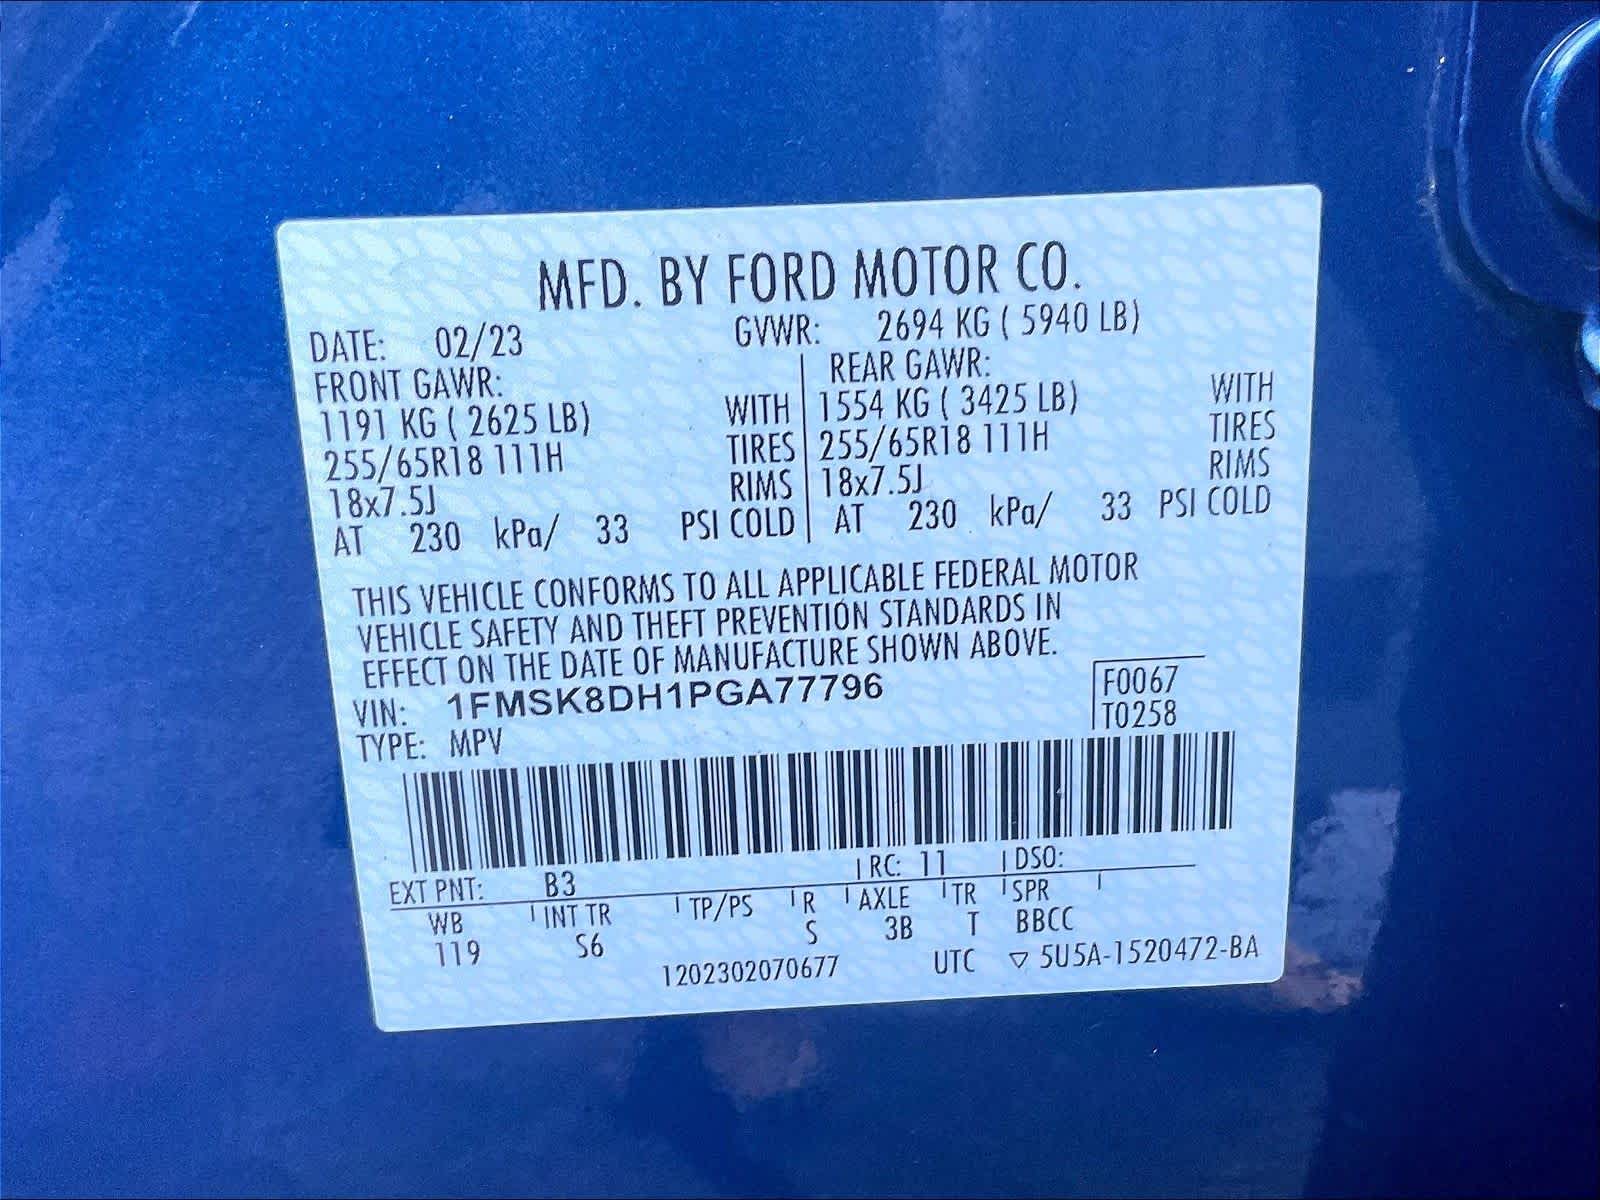 MFD. BY FORD MOTOR CO.
DATE: 02/23 GVWR: 2694 KG ( 5940 LB)
FRONT GAWR: REAR GAWR:
1191 KG ( 2625 LB) WITH 1554 KG ( 3425 LB) WITH
255/65R18 111H TIRES 255/65R18 111H TIRES
18x7.5J RIMS 18x7.5J RIMS
AT 230 kPa/ 33 PSI COLD AT 230 kPa/ 33 PSI COLD
THIS VEHICLE CONFORMS TO ALL APPLICABLE FEDERAL MOTOR
VEHICLE SAFETY AND THEFT PREVENTION STANDARDS IN
EFFECT ON THE DATE OF MANUFACTURE SHOWN ABOVE.
VIN: 1FMSK8DH1PGA77796 F0067
TYPE: MPV T0258
EXT PNT: B3 RC: 11 DSO:
WB INT TR TP/PS R AXLE TR SPR
119 S6 S 3B T BBCC
1202302070677 UTC ▽ 5U5A-1520472-BA